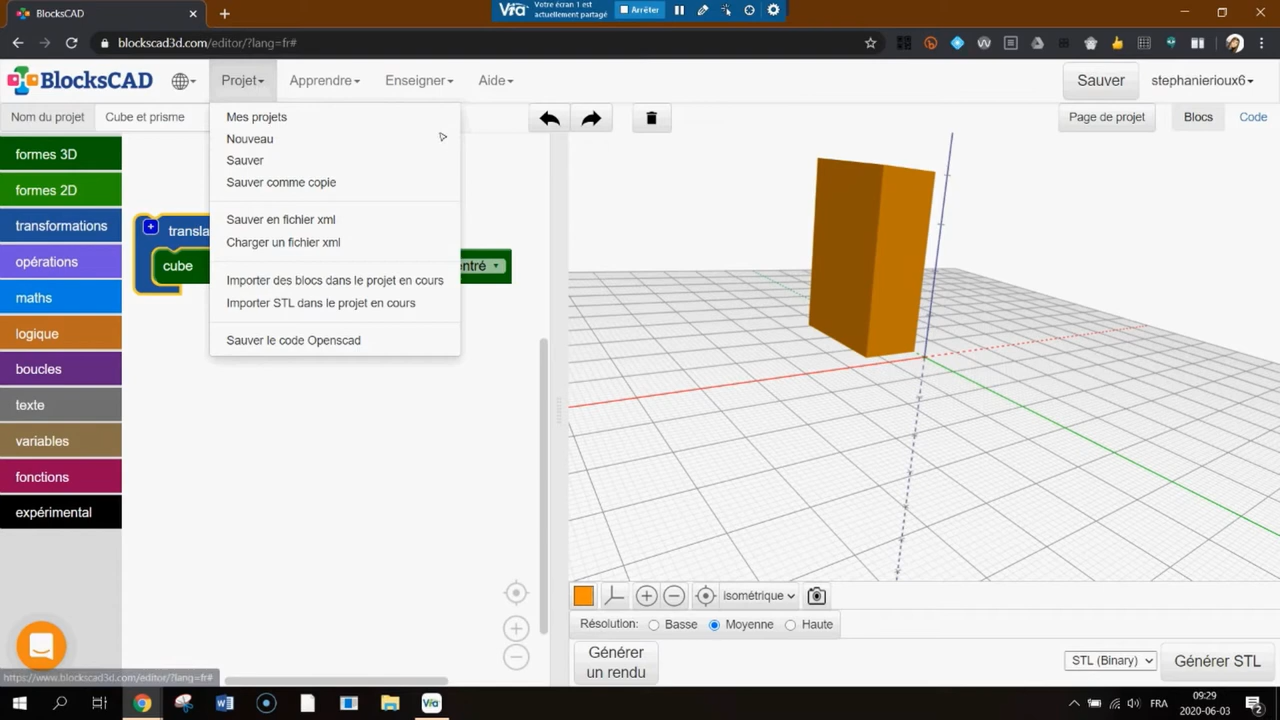 BlocksCAD
Vra
Votre écran 1 est
actuellement partagé
Arrêter
blockscad3d.com/editor/?lang=fr#
BlocksCAD
Projet
Apprendre
Enseigner
Aide
Sauver
stephanierioux6
Nom du projet
Cube et prisme
Page de projet
Blocs
Code
Mes projets
Nouveau
Sauver
Sauver comme copie
Sauver en fichier xml
Charger un fichier xml
Importer des blocs dans le projet en cours
Importer STL dans le projet en cours
Sauver le code Openscad
formes 3D
formes 2D
transformations
opérations
maths
logique
boucles
texte
variables
fonctions
expérimental
transla
cube
entré
isométrique
Résolution:
Basse
Moyenne
Haute
Générer
un rendu
STL (Binary)
Générer STL
https://www.blockscad3d.com/editor/?lang=fr#
FRA
09:29
2020-06-03
2